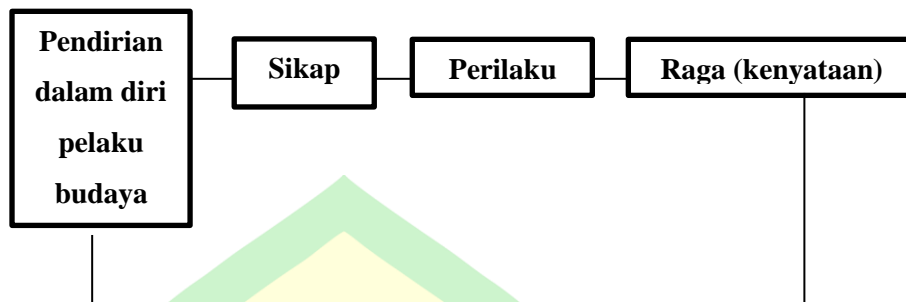 Pendirian
dalam diri
pelaku
budaya
Sikap
Perilaku
Raga (kenyataan)